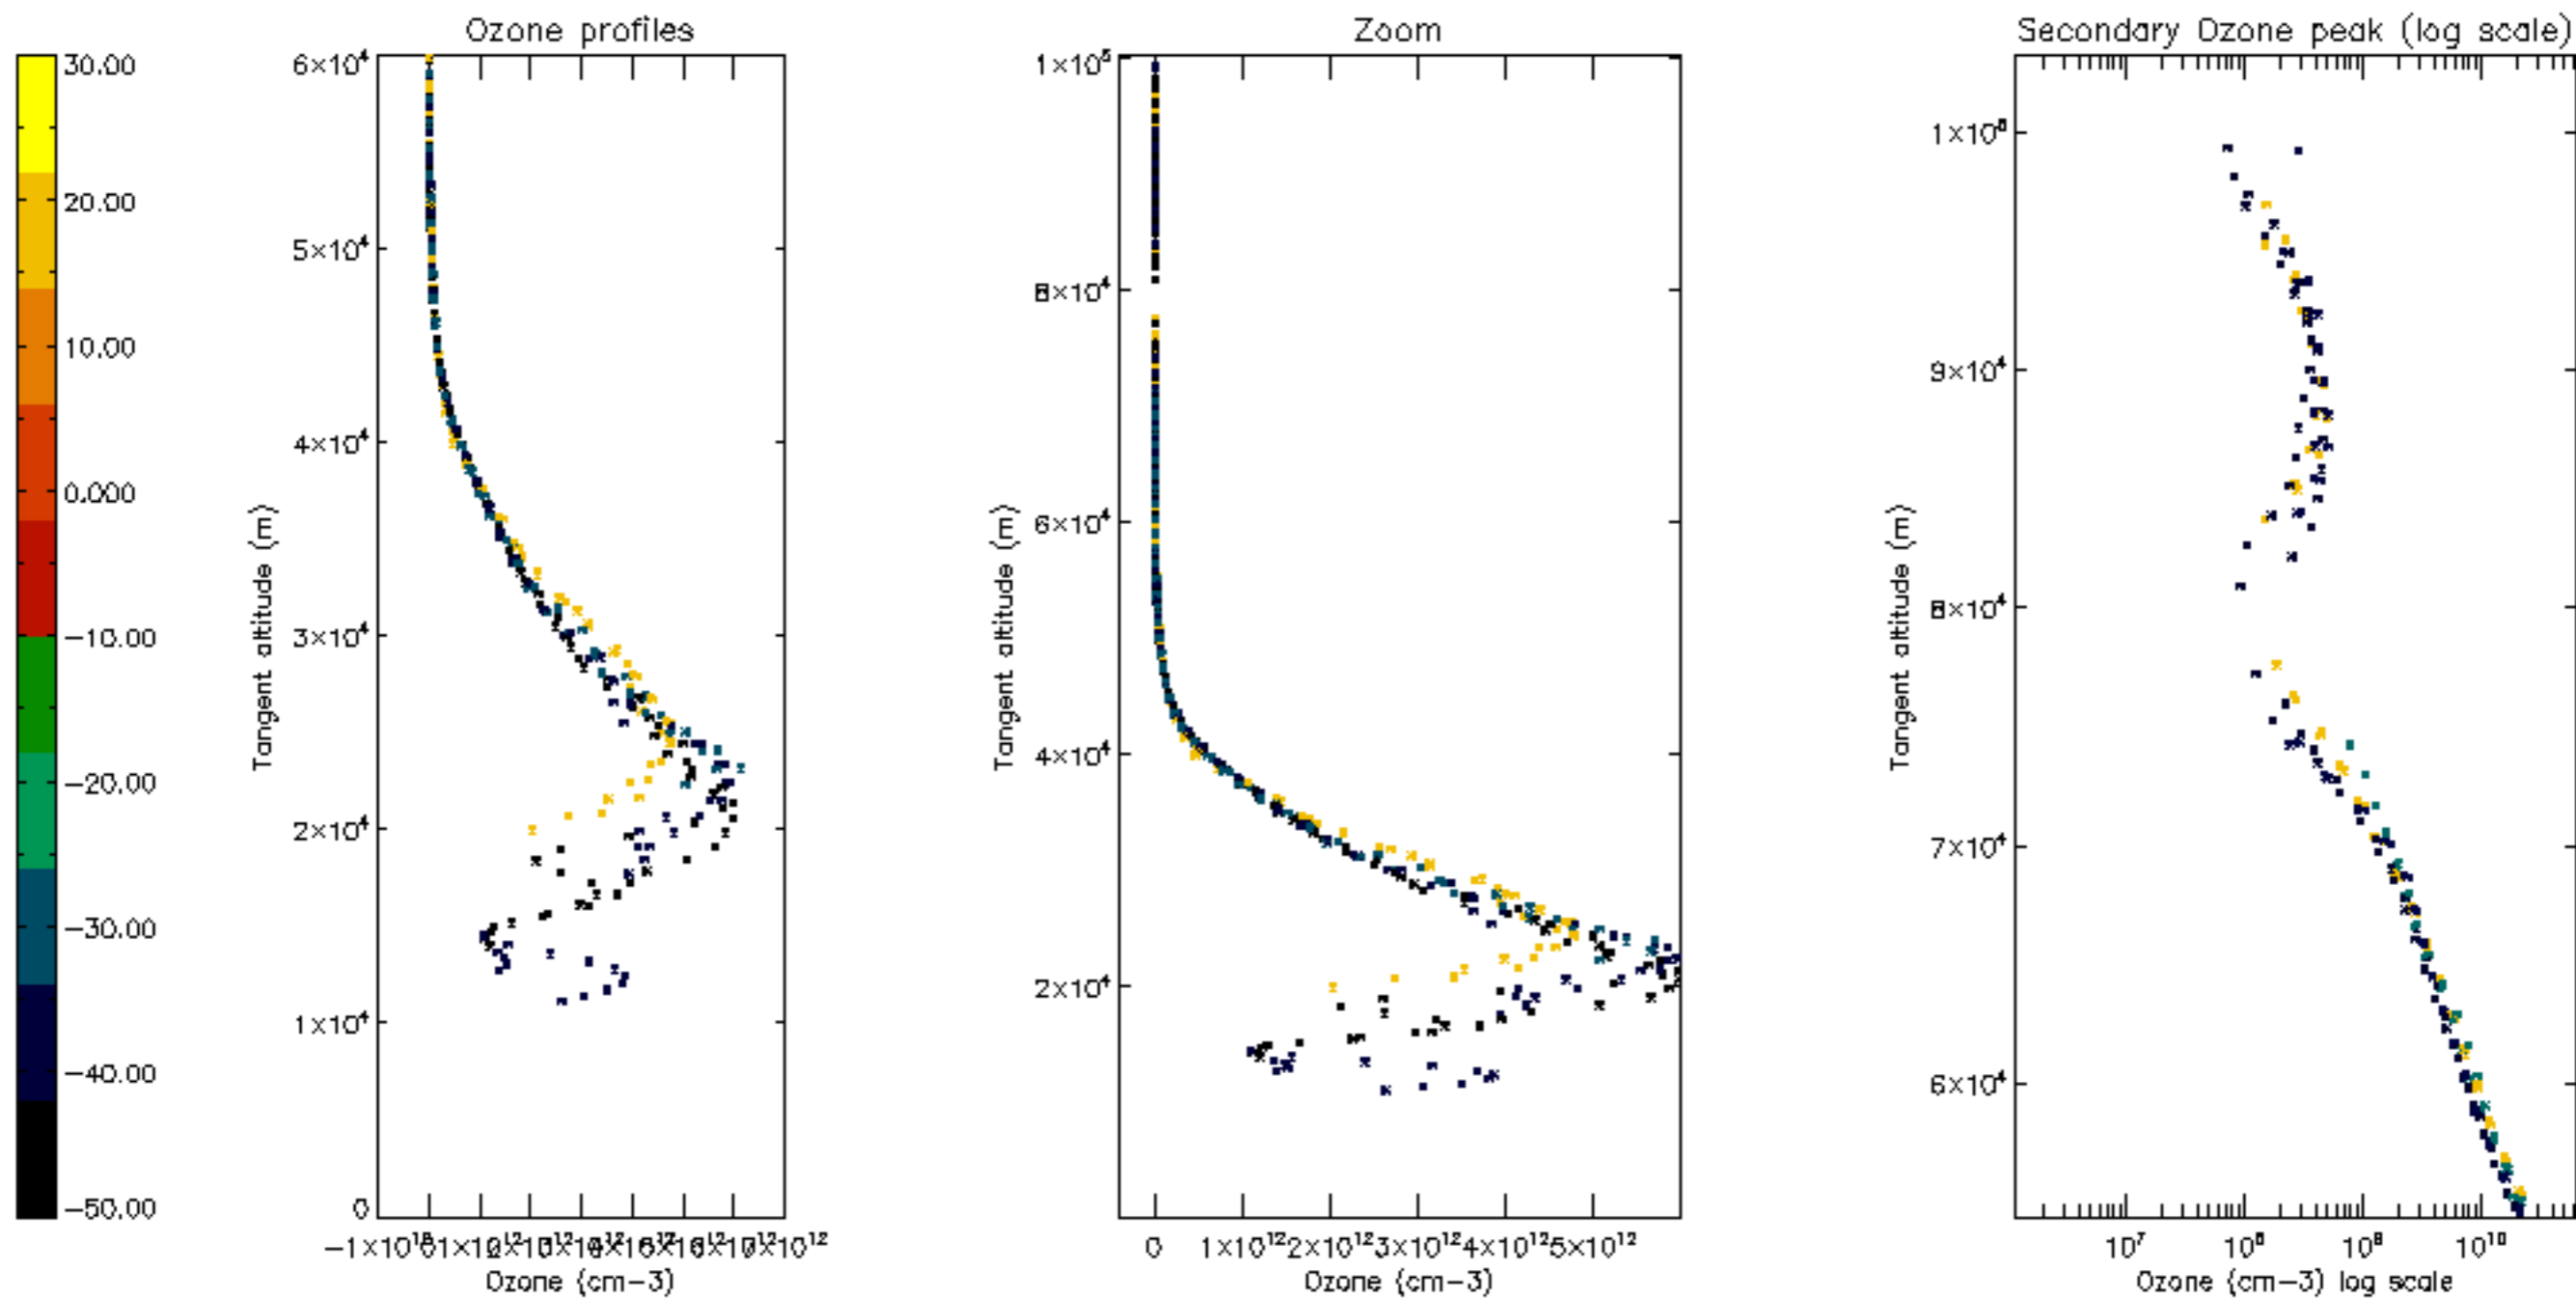 Ozone profiles
Zoom
Secondary Ozone peak (log scale)
30.00
20.00
10.00
0.000
−10.00
−20.00
−30.00
−40.00
−50.00
6×10⁴
5×10⁴
4×10⁴
3×10⁴
2×10⁴
1×10⁴
0
Tangent altitude (m)
Ozone (cm−3)
1×10⁵
8×10⁴
6×10⁴
4×10⁴
2×10⁴
Tangent altitude (m)
0 1×10¹² 2×10¹² 3×10¹² 4×10¹² 5×10¹²
Ozone (cm−3)
9×10⁴
8×10⁴
7×10⁴
6×10⁴
Tangent altitude (m)
10⁷ 10⁸ 10⁹ 10¹⁰
Ozone (cm−3) log scale